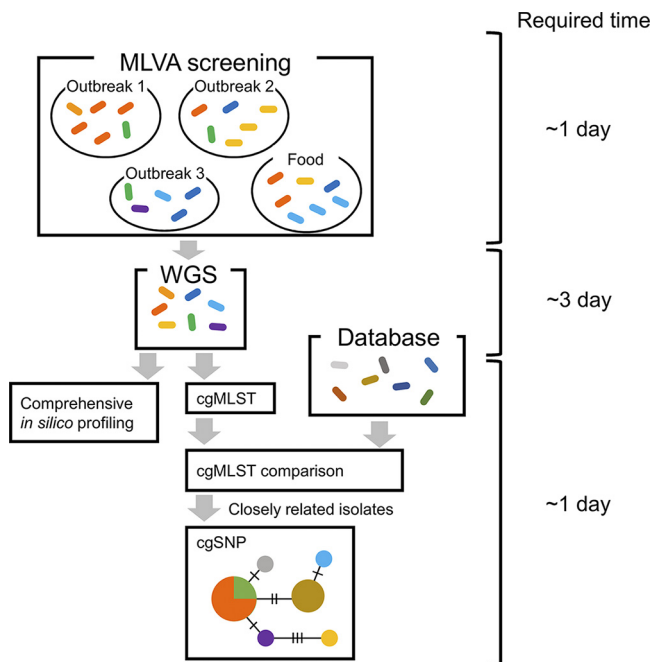 Required time
MLVA screening
Outbreak 1
Outbreak 2
~1 day
Food
Outbreak 3
WGS
~3 day
Database
Comprehensive
in silico profiling
cgMLST
cgMLST comparison
Closely related isolates
~1 day
cgSNP